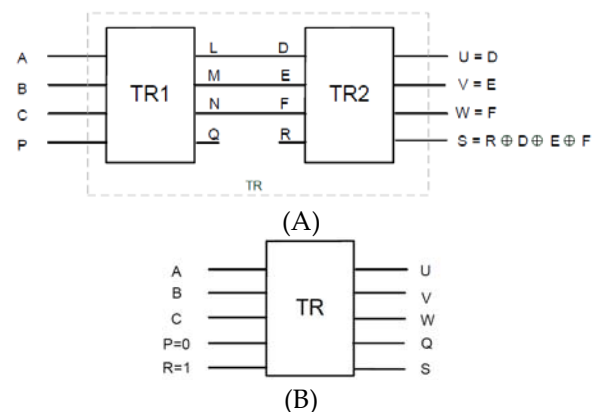 A L D U = D
B M E V = E
TR1 TR2
C N F W = F
P Q R S = R ⊕ D ⊕ E ⊕ F
TR
(A)
A U
B V
C TR W
P=0 Q
R=1 S
(B)